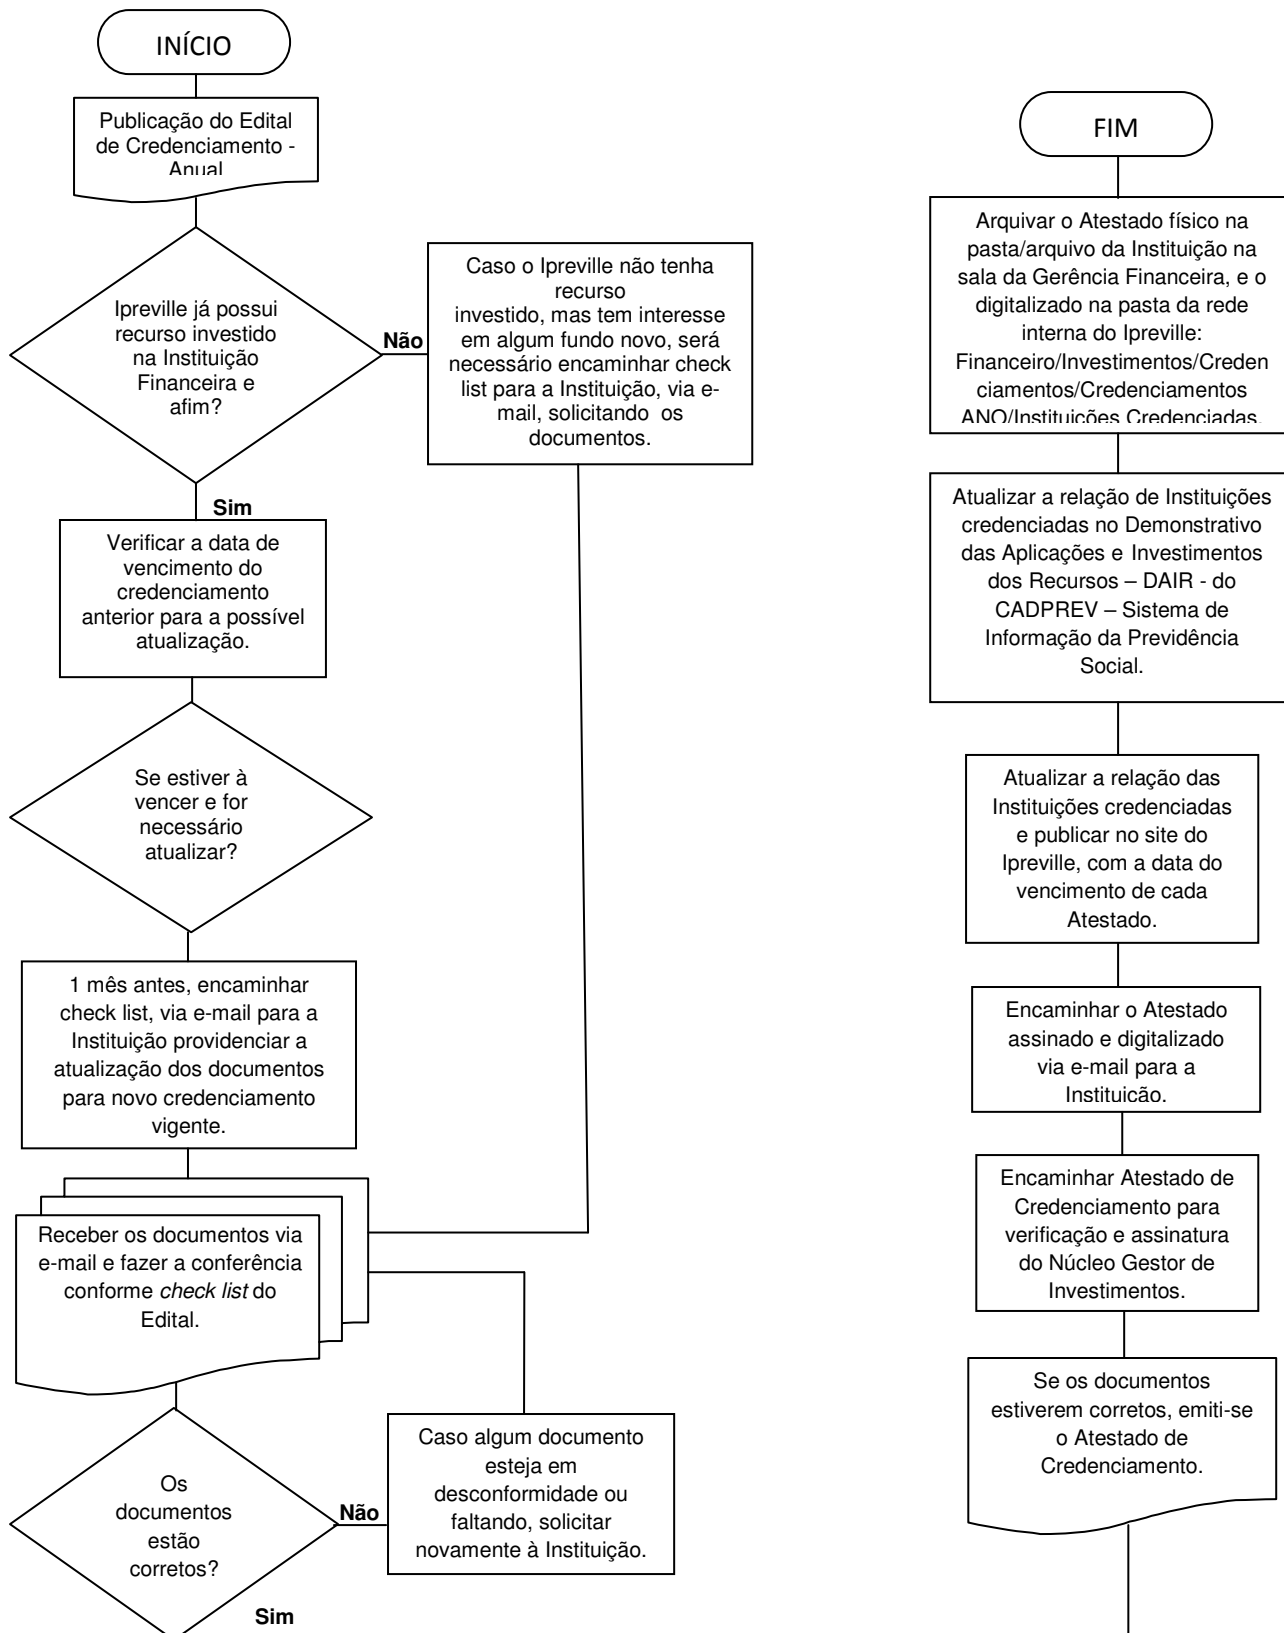 INÍCIO
Publicação do Edital
de Credenciamento -
Anual
Ipreville já possui
recurso investido
na Instituição
Financeira e
afim?
Não
Caso o Ipreville não tenha
recurso
investido, mas tem interesse
em algum fundo novo, será
necessário encaminhar check
list para a Instituição, via e-
mail, solicitando os
documentos.
Sim
Verificar a data de
vencimento do
credenciamento
anterior para a possível
atualização.
Se estiver à
vencer e for
necessário
atualizar?
1 mês antes, encaminhar
check list, via e-mail para a
Instituição providenciar a
atualização dos documentos
para novo credenciamento
vigente.
Receber os documentos via
e-mail e fazer a conferência
conforme check list do
Edital.
Os
documentos
estão
corretos?
Não
Caso algum documento
esteja em
desconformidade ou
faltando, solicitar
novamente à Instituição.
Sim
FIM
Arquivar o Atestado físico na
pasta/arquivo da Instituição na
sala da Gerência Financeira, e o
digitalizado na pasta da rede
interna do Ipreville:
Financeiro/Investimentos/Creden
ciamentos/Credenciamentos
ANO/Instituições Credenciadas.
Atualizar a relação de Instituições
credenciadas no Demonstrativo
das Aplicações e Investimentos
dos Recursos – DAIR - do
CADPREV – Sistema de
Informação da Previdência
Social.
Atualizar a relação das
Instituições credenciadas
e publicar no site do
Ipreville, com a data do
vencimento de cada
Atestado.
Encaminhar o Atestado
assinado e digitalizado
via e-mail para a
Instituição.
Encaminhar Atestado de
Credenciamento para
verificação e assinatura
do Núcleo Gestor de
Investimentos.
Se os documentos
estiverem corretos, emiti-se
o Atestado de
Credenciamento.